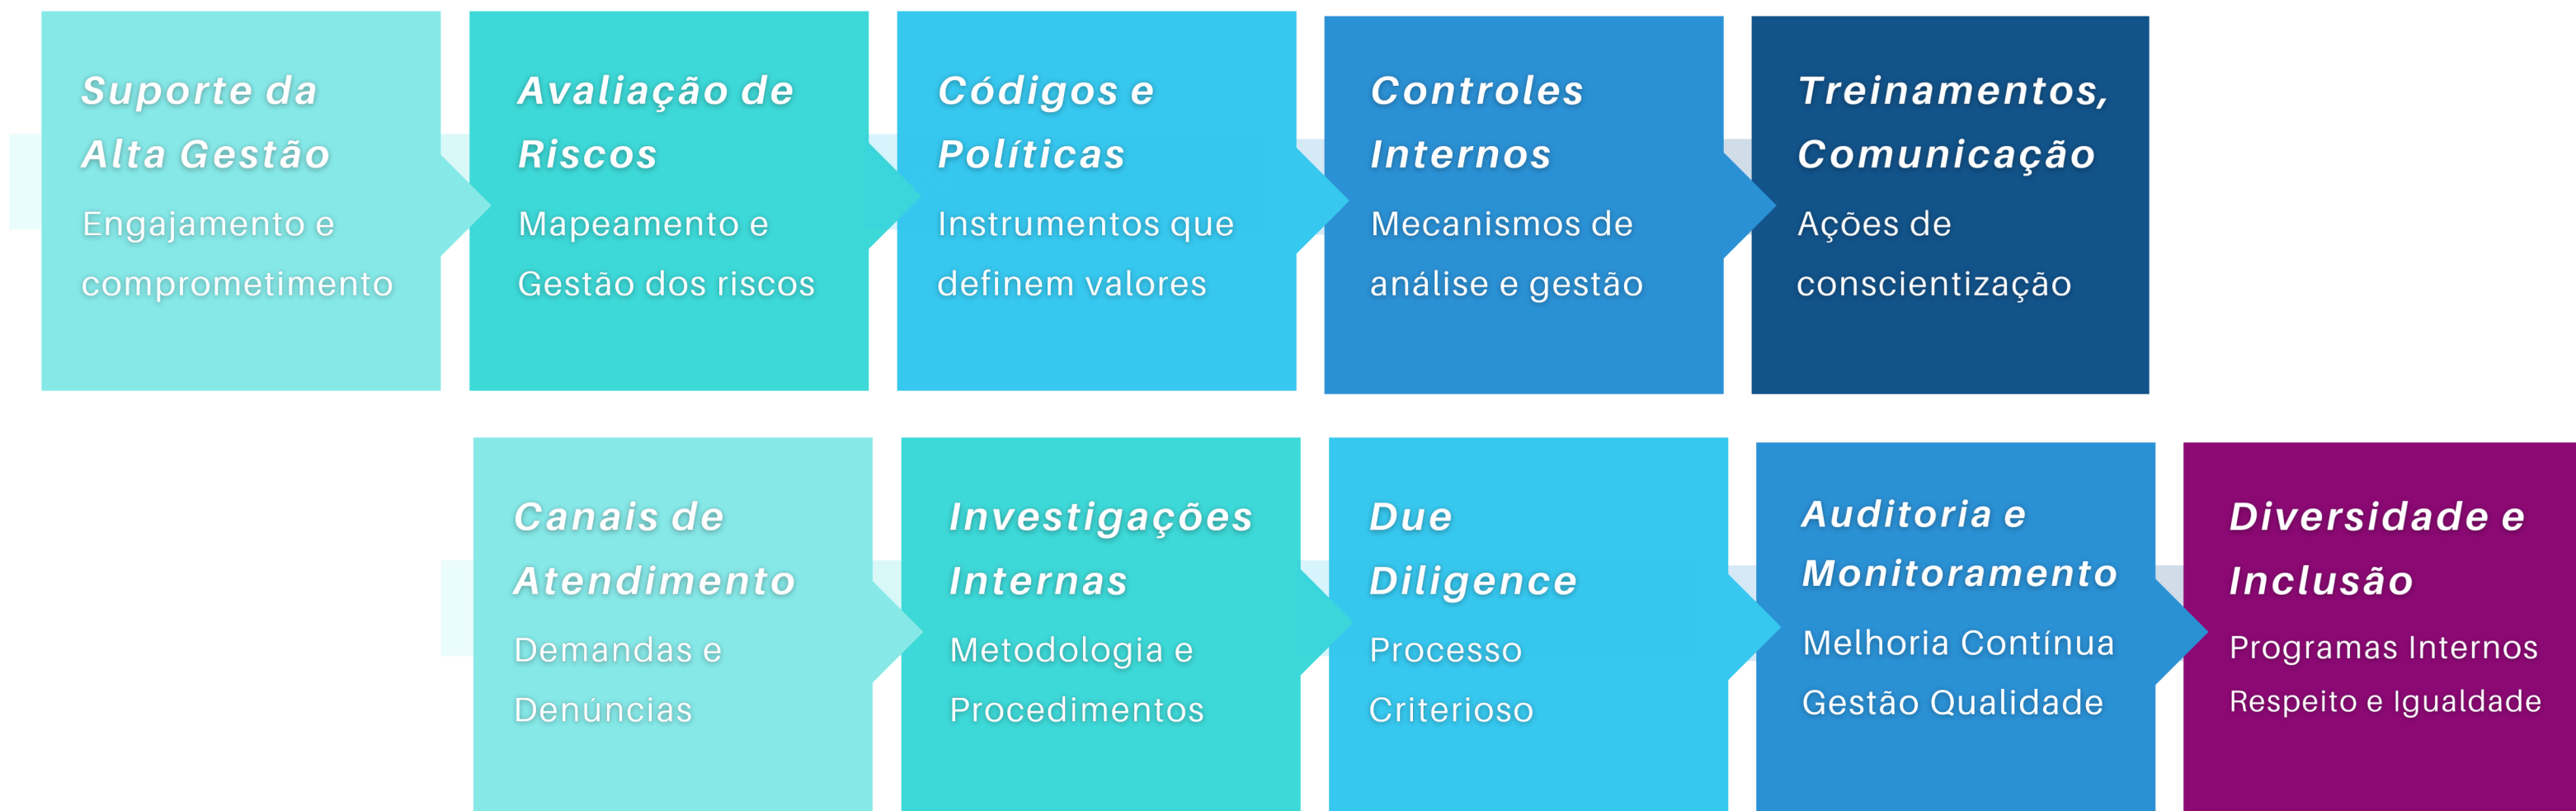 Suporte da
Alta Gestão
Engajamento e
comprometimento
Avaliação de
Riscos
Mapeamento e
Gestão dos riscos
Códigos e
Políticas
Instrumentos que
definem valores
Controles
Internos
Mecanismos de
análise e gestão
Treinamentos,
Comunicação
Ações de
conscientização
Canais de
Atendimento
Demandas e
Denúncias
Investigações
Internas
Metodologia e
Procedimentos
Due
Diligence
Processo
Criterioso
Auditoria e
Monitoramento
Melhoria Contínua
Gestão Qualidade
Diversidade e
Inclusão
Programas Internos
Respeito e Igualdade